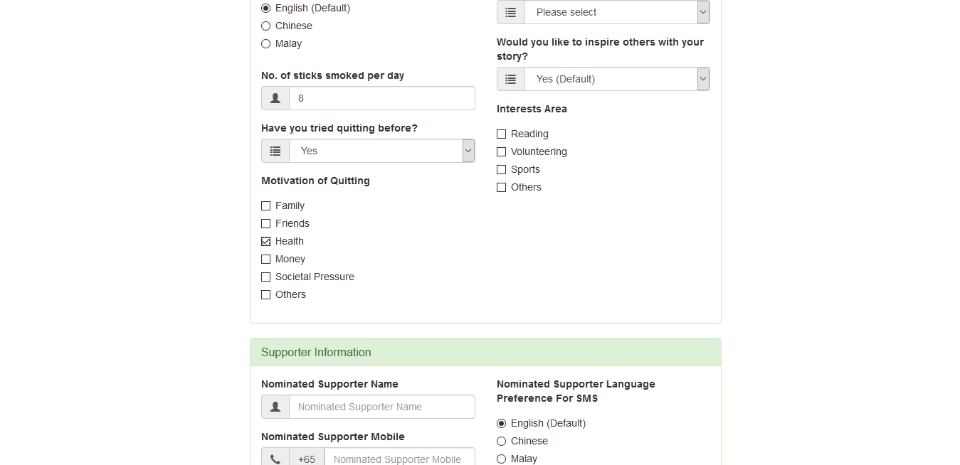 English (Default)
Chinese
Malay
No. of sticks smoked per day
8
Have you tried quitting before?
Yes
Motivation of Quitting
Family
Friends
Health
Money
Societal Pressure
Others
Please select
Would you like to inspire others with your
story?
Yes (Default)
Interests Area
Reading
Volunteering
Sports
Others
Supporter Information
Nominated Supporter Name
Nominated Supporter Name
Nominated Supporter Mobile
+65 Nominated Supporter Mobile
Nominated Supporter Language
Preference For SMS
English (Default)
Chinese
Malay